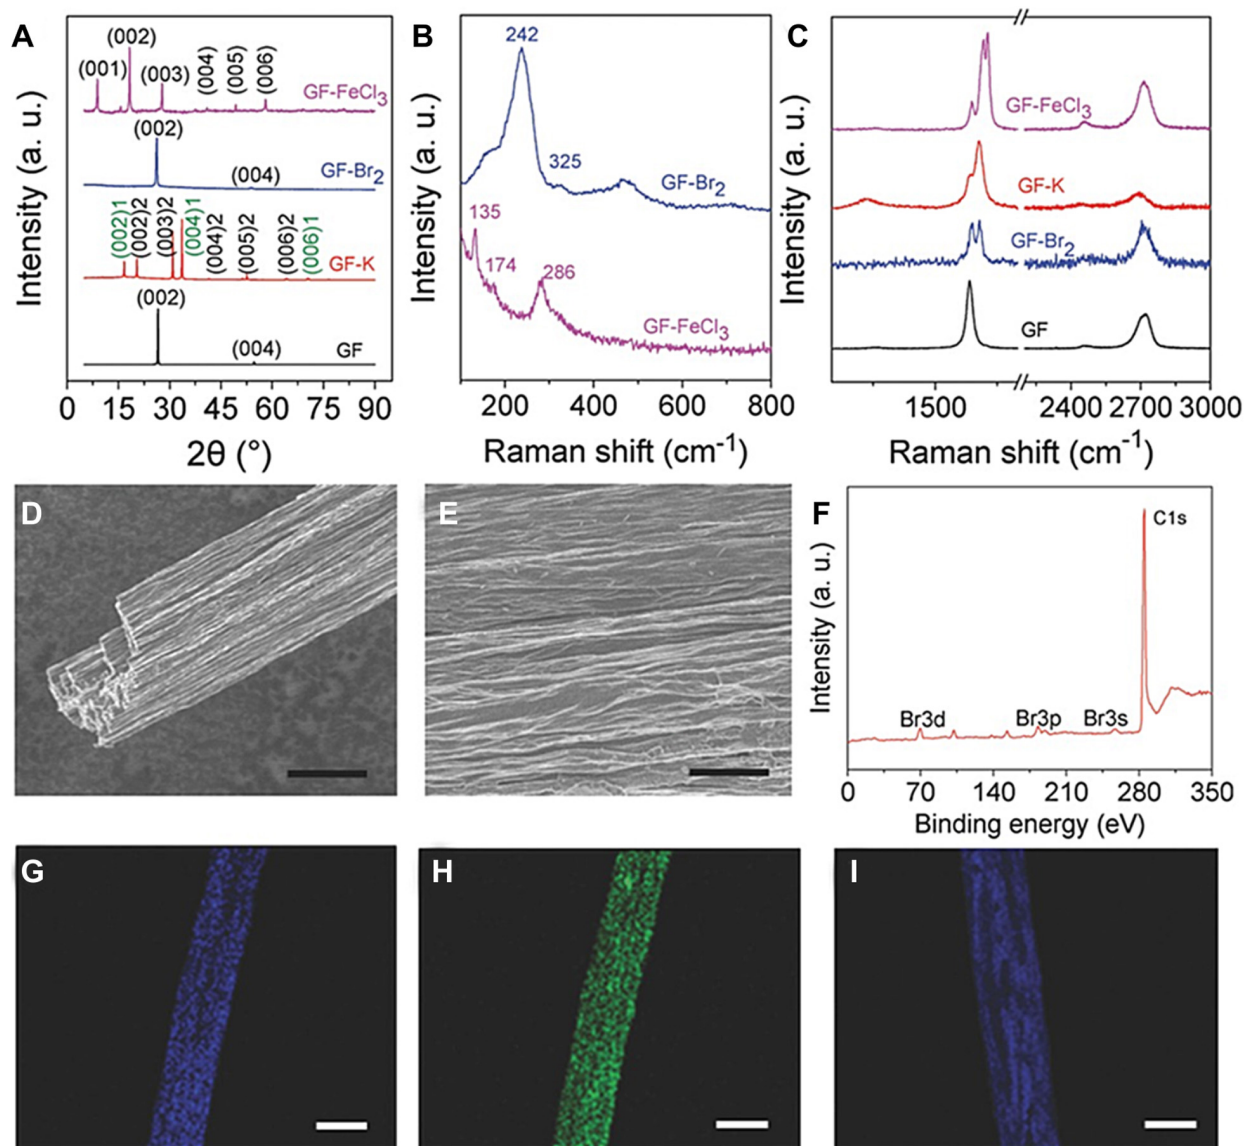 A
Intensity (a. u.)
(001)
(002)
(003)
(004)
(005)
(006)
GF-FeCl3
(002)
(004)
GF-Br2
(002)1
(002)2
(003)2
(004)1
(004)2
(005)2
(006)2
(006)1
GF-K
(002)
(004)
GF
0 15 30 45 60 75 90
2θ (°)
B
Intensity (a. u.)
242
325
GF-Br2
135
174
286
GF-FeCl3
200 400 600 800
Raman shift (cm-1)
C
Intensity (a. u.)
GF-FeCl3
GF-K
GF-Br2
GF
1500 2400 2700 3000
Raman shift (cm-1)
D
E
F
Intensity (a. u.)
C1s
Br3d
Br3p
Br3s
0 70 140 210 280 350
Binding energy (eV)
G
H
I